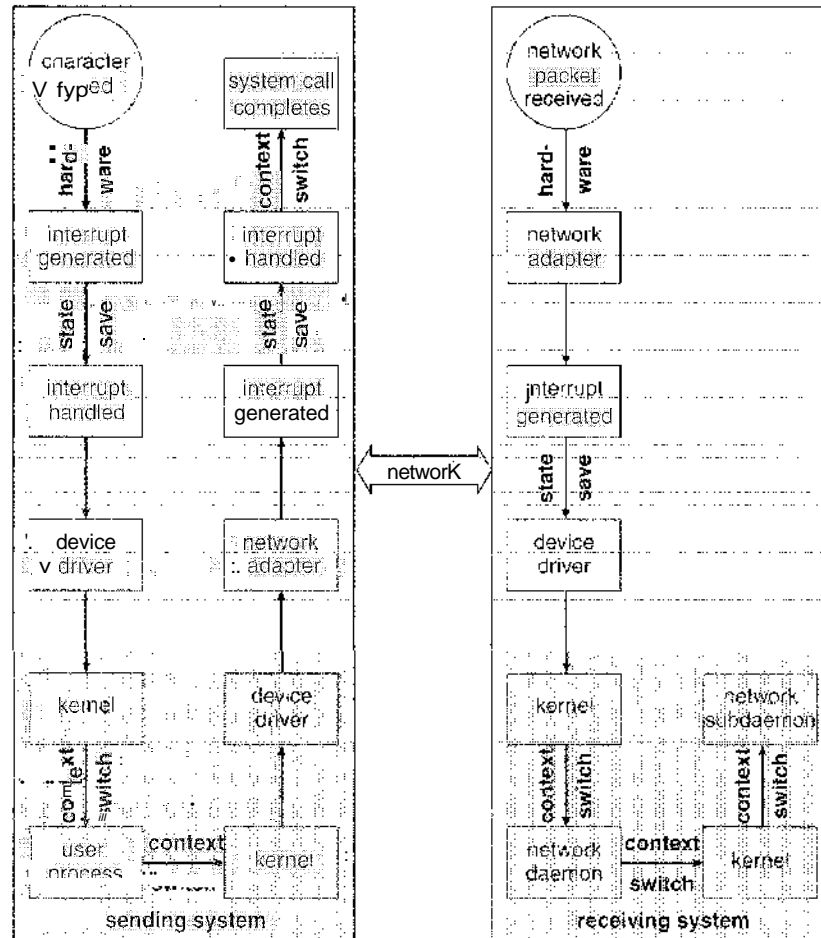 character
V fyped
hard-
ware
interrupt
generated
state
save
interrupt
handled
device
driver
kernel
context
switch
user
process
context
switch
kernel
device
driver
network
adapter
interrupt
generated
state
save
interrupt
handled
context
switch
system call
completes
sending system
networK
network
packet
received
hard-
ware
network
adapter
jnterrupt
generated
state
save
device
driver
kernel
context
switch
network
daemon
context
switch
kernel
context
switch
network
subdaemon
receiving system